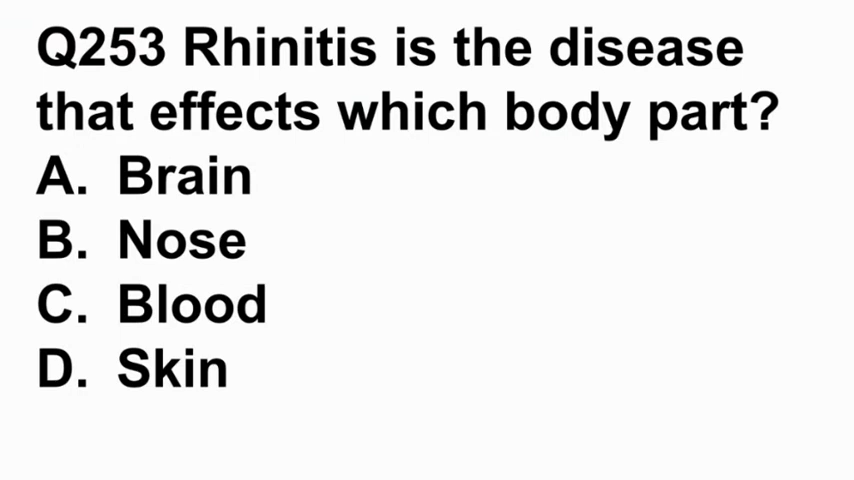 Q253 Rhinitis is the disease
that effects which body part?
A. Brain
B. Nose
C. Blood
D. Skin